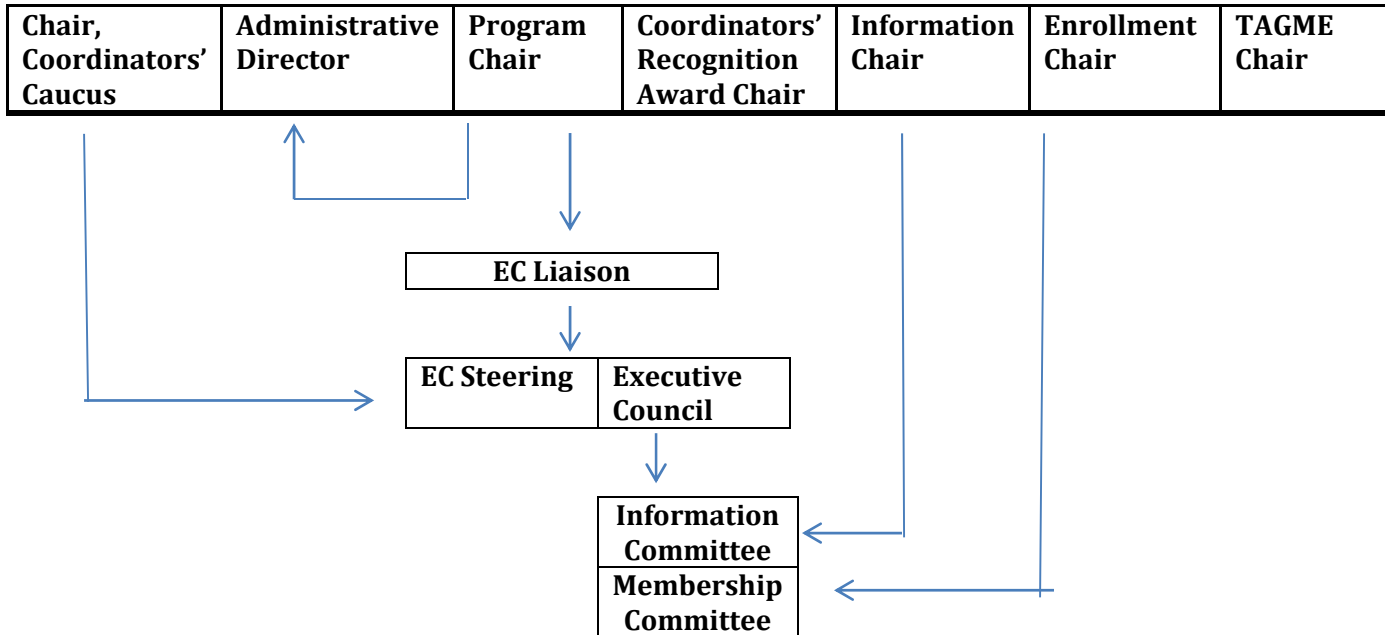 Chair,
Coordinators’
Caucus
Administrative
Director
Program
Chair
Coordinators’
Recognition
Award Chair
Information
Chair
Enrollment
Chair
TAGME
Chair
EC Liaison
EC Steering
Executive
Council
Information
Committee
Membership
Committee